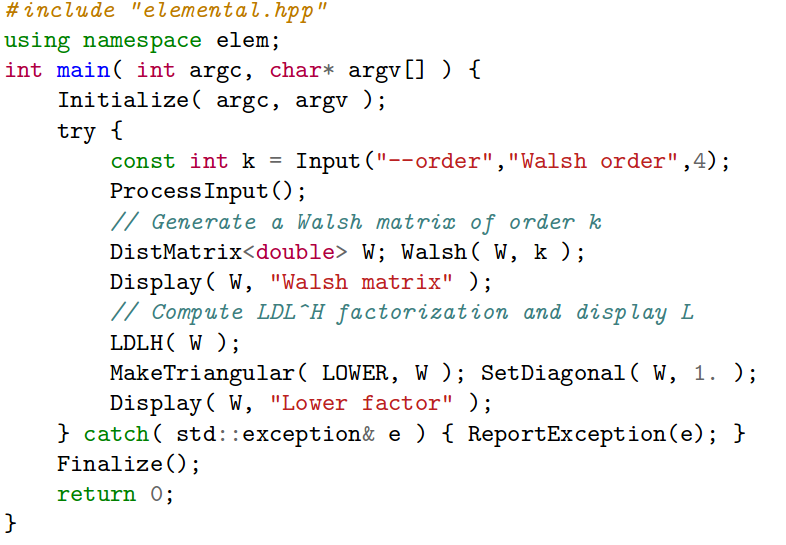 #include "elemental.hpp"
using namespace elem;
int main( int argc, char* argv[] ) {
    Initialize( argc, argv );
    try {
        const int k = Input("--order","Walsh order",4);
        ProcessInput();
        // Generate a Walsh matrix of order k
        DistMatrix<double> W; Walsh( W, k );
        Display( W, "Walsh matrix" );
        // Compute LDL^H factorization and display L
        LDLH( W );
        MakeTriangular( LOWER, W ); SetDiagonal( W, 1. );
        Display( W, "Lower factor" );
    } catch( std::exception& e ) { ReportException(e); }
    Finalize();
    return 0;
}